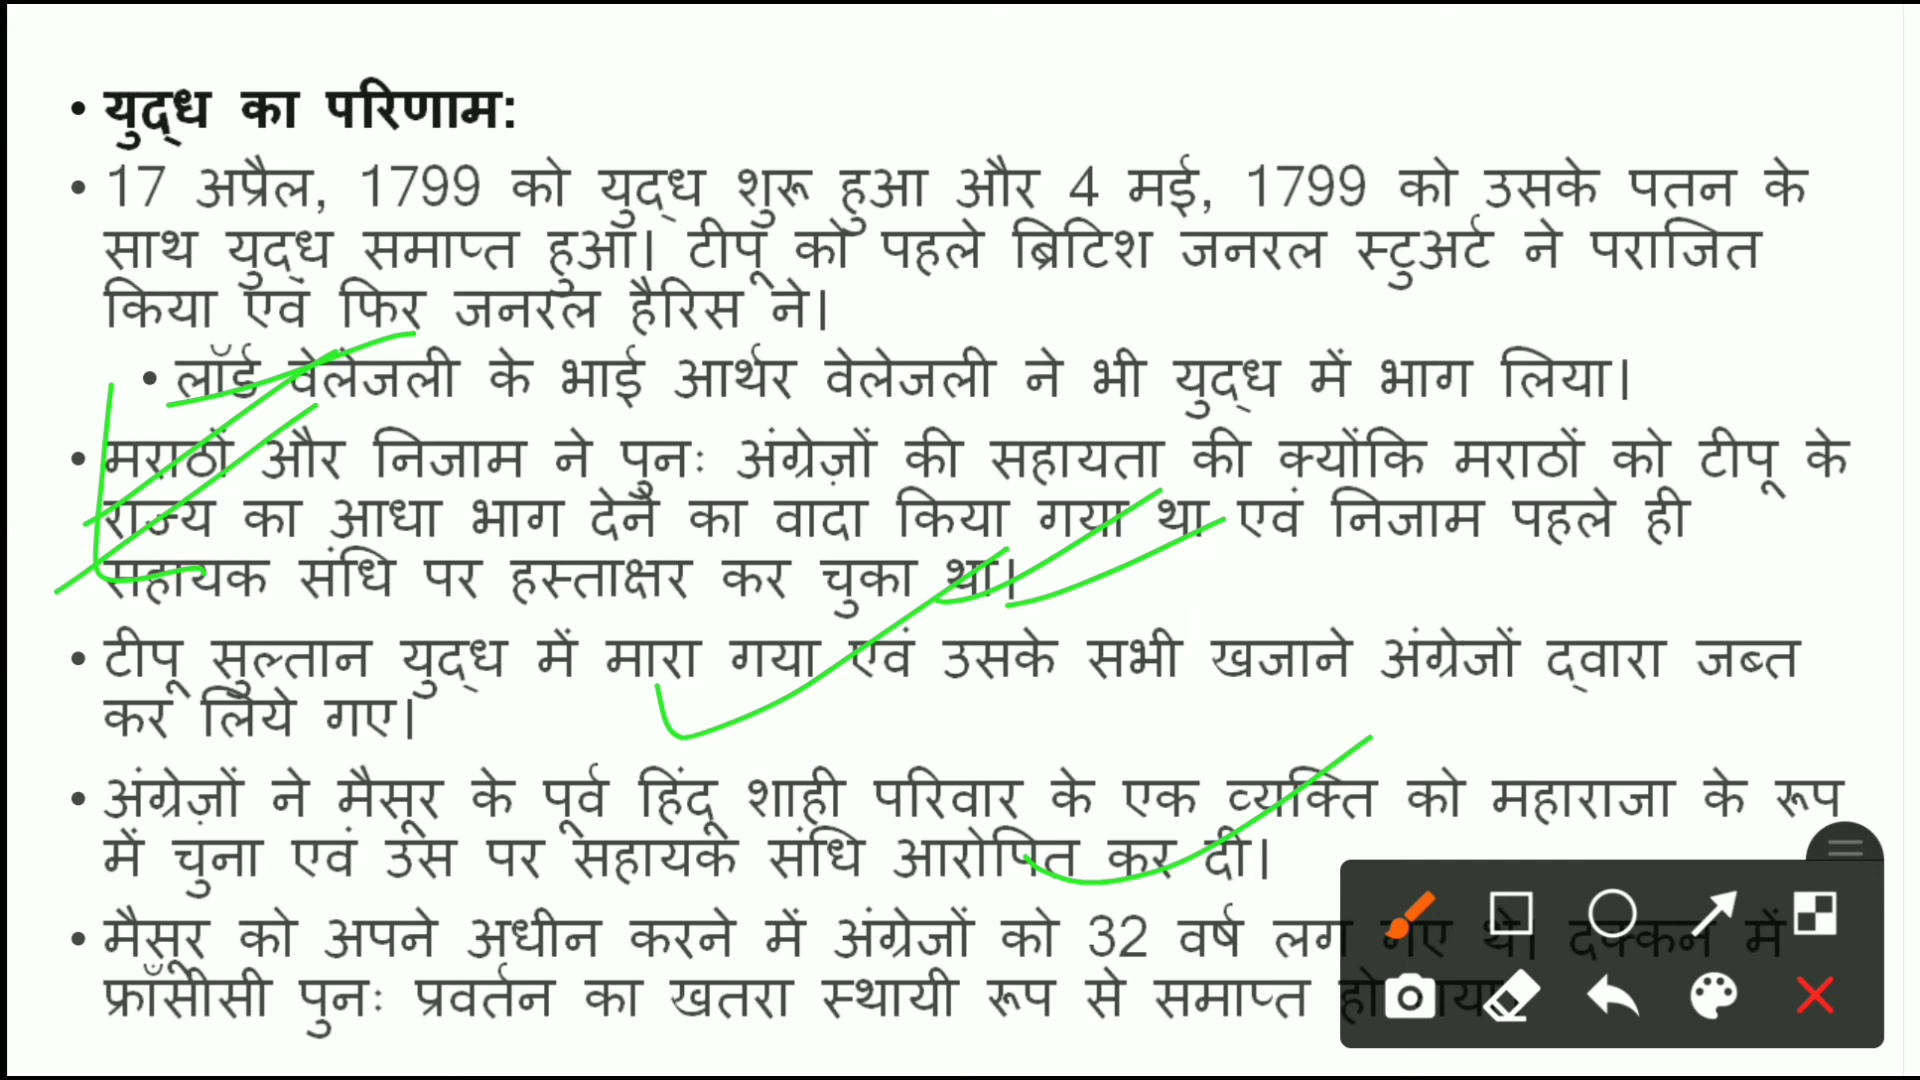 • युद्ध का परिणाम:
• 17 अप्रैल, 1799 को युद्ध शुरू हुआ और 4 मई, 1799 को उसके पतन के
साथ युद्ध समाप्त हुआ। टीपू को पहले ब्रिटिश जनरल स्टुअर्ट ने पराजित
किया एवं फिर जनरल हैरिस ने।
• लॉर्ड वेलेजली के भाई आर्थर वेलेजली ने भी युद्ध में भाग लिया।
• मराठों और निजाम ने पुनः अंग्रेज़ों की सहायता की क्योंकि मराठों को टीपू के
राज्य का आधा भाग देने का वादा किया गया था एवं निजाम पहले ही
सहायक संधि पर हस्ताक्षर कर चुका था।
• टीपू सुल्तान युद्ध में मारा गया एवं उसके सभी खजाने अंग्रेजों द्वारा जब्त
कर लिये गए।
• अंग्रेज़ों ने मैसूर के पूर्व हिंदू शाही परिवार के एक व्यक्ति को महाराजा के रूप
में चुना एवं उस पर सहायक संधि आरोपित कर दी।
• मैसूर को अपने अधीन करने में अंग्रेजों को 32 वर्ष लग गए थे। दक्कन में
फ्राँसीसी पुनः प्रवर्तन का खतरा स्थायी रूप से समाप्त हो